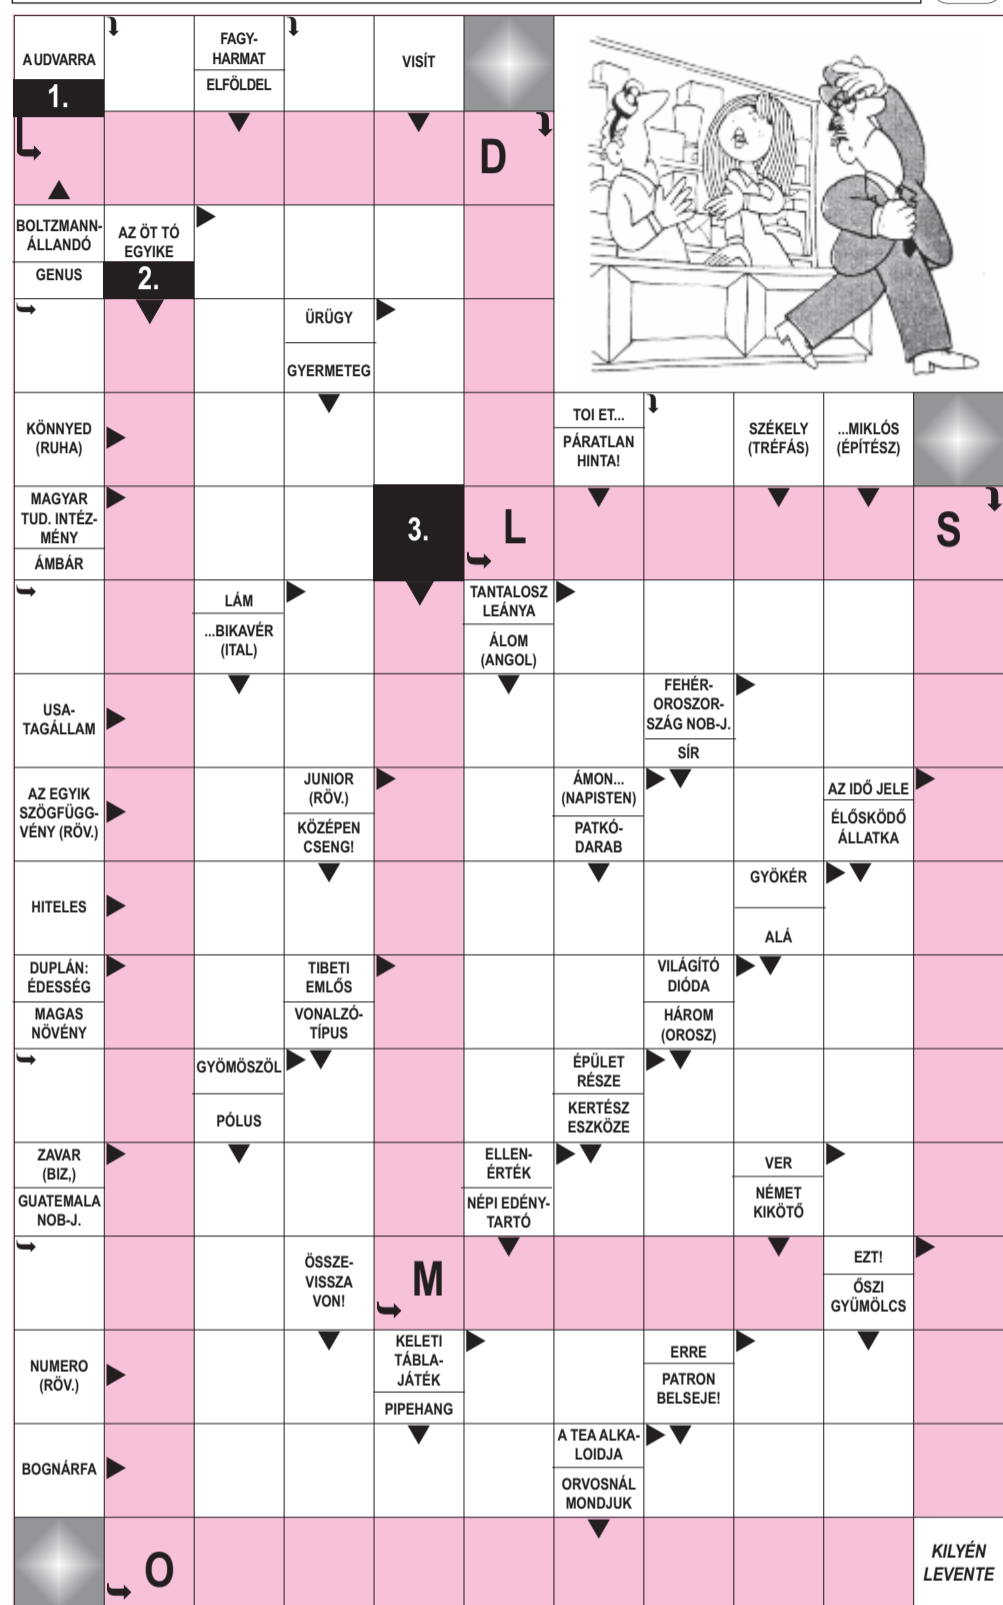 A UDVARRA
1.
FAGY-
HARMAT
ELFÖLDEL
VISÍT
D
BOLTZMANN-
ÁLLANDÓ
GENUS
AZ ÖT TÓ
EGYIKE
2.
ÜRÜGY
GYERMETEG
KÖNNYED
(RUHA)
TOI ET...
PÁRATLAN
HINTA!
SZÉKELY
(TRÉFÁS)
...MIKLÓS
(ÉPÍTÉSZ)
MAGYAR
TUD. INTÉZ-
MÉNY
ÁMBÁR
3.
L
S
LÁM
...BIKAVÉR
(ITAL)
TANTALOSZ
LEÁNYA
ÁLOM
(ANGOL)
USA-
TAGÁLLAM
FEHÉR-
OROSZOR-
SZÁG NOB-J.
SÍR
AZ EGYIK
SZÖGFÜGG-
VÉNY (RÖV.)
JUNIOR
(RÖV.)
KÖZÉPEN
CSENG!
ÁMON...
(NAPISTEN)
PATKÓ-
DARAB
AZ IDŐ JELE
ÉLŐSKÖDŐ
ÁLLATKA
HITELES
GYÖKÉR
ALÁ
DUPLÁN:
ÉDESSÉG
MAGAS
NÖVÉNY
TIBETI
EMLŐS
VONALZÓ-
TÍPUS
VILÁGÍTÓ
DIÓDA
HÁROM
(OROSZ)
GYÖMÖSZÖL
PÓLUS
ÉPÜLET
RÉSZE
KERTÉSZ
ESZKÖZE
ZAVAR
(BIZ,)
GUATEMALA
NOB-J.
ELLEN-
ÉRTÉK
NÉPI EDÉNY-
TARTÓ
VER
NÉMET
KIKÖTŐ
ÖSSZE-
VISSZA
VON!
M
EZT!
ŐSZI
GYÜMÖLCS
NUMERO
(RÖV.)
KELETI
TÁBLA-
JÁTÉK
PIPEHANG
ERRE
PATRON
BELSEJE!
BOGNÁRFA
A TEA ALKA-
LOIDJA
ORVOSNÁL
MONDJUK
O
KILYÉN
LEVENTE